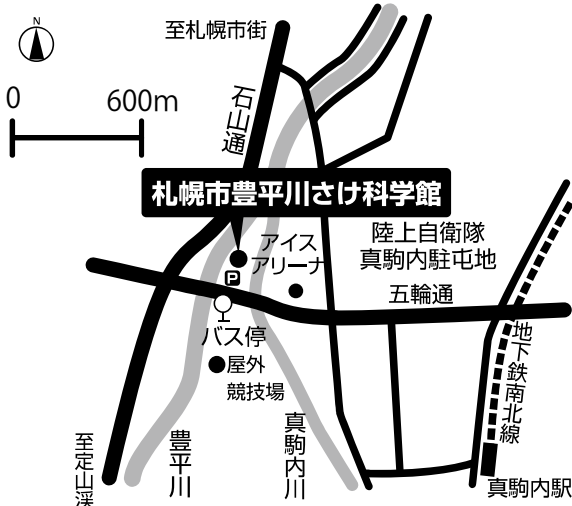 N
至札幌市街
0
600m
石山通
札幌市豊平川さけ科学館
アイス
アリーナ
陸上自衛隊
真駒内駐屯地
P
五輪通
バス停
屋外
競技場
地下鉄南北線
真駒内川
豊平川
至定山渓
真駒内駅